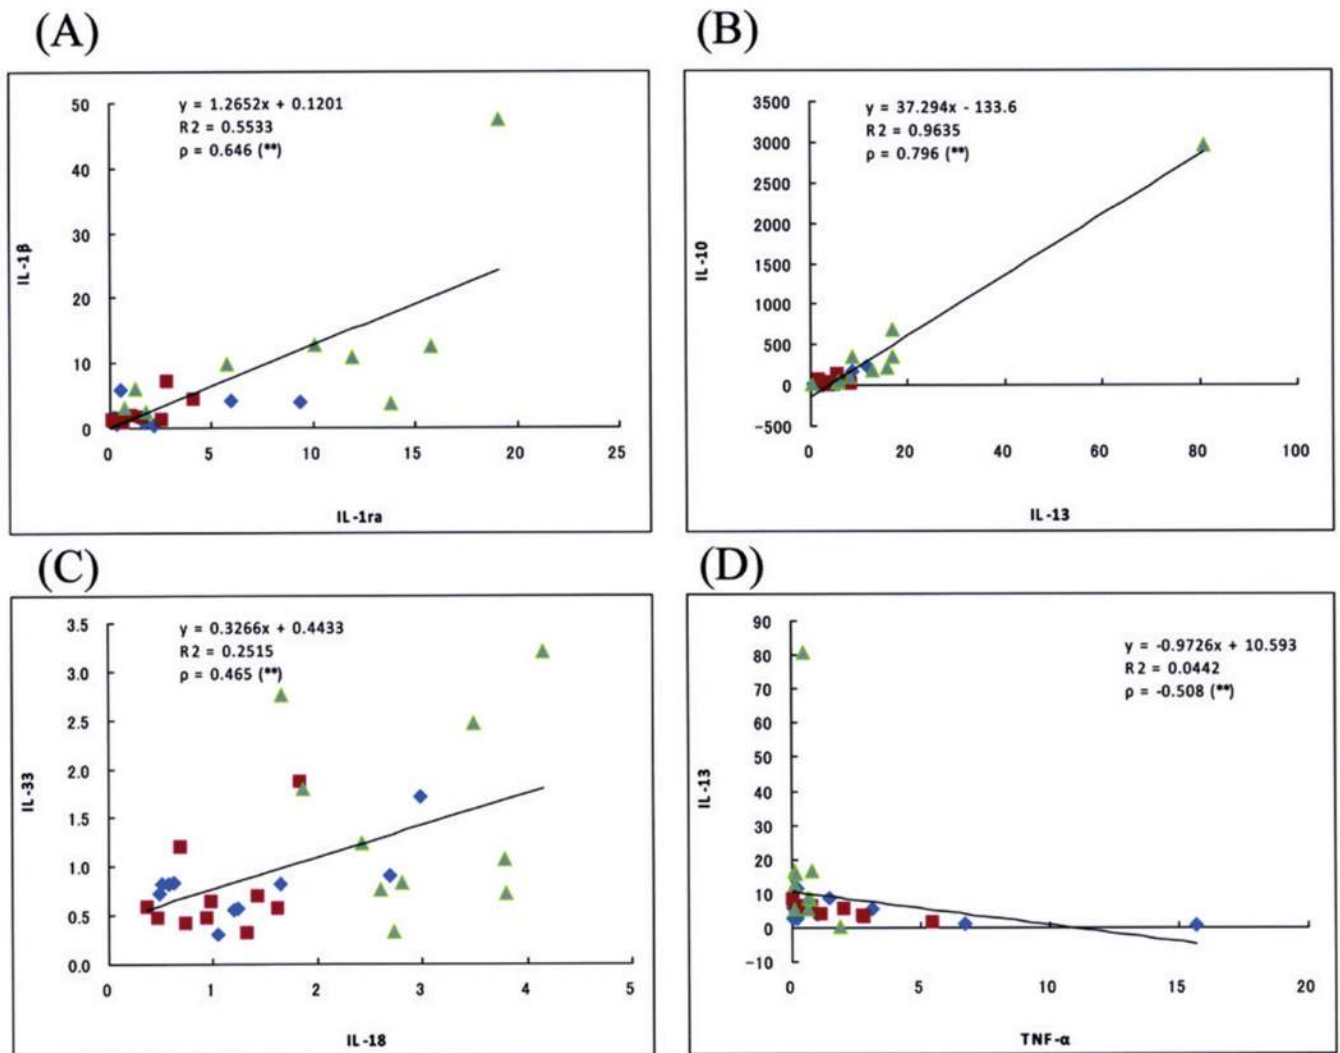 (A)
y = 1.2652x + 0.1201
R2 = 0.5533
ρ = 0.646 (**)
50
40
30
20
10
0
0 5 10 15 20 25
IL-1β
IL-1ra
(B)
y = 37.294x - 133.6
R2 = 0.9635
ρ = 0.796 (**)
3500
3000
2500
2000
1500
1000
500
0
-500
0 20 40 60 80 100
IL-10
IL-13
(C)
y = 0.3266x + 0.4433
R2 = 0.2515
ρ = 0.465 (**)
3.5
3.0
2.5
2.0
1.5
1.0
0.5
0.0
0 1 2 3 4 5
IL-33
IL-18
(D)
y = -0.9726x + 10.593
R2 = 0.0442
ρ = -0.508 (**)
90
80
70
60
50
40
30
20
10
0
-10
0 5 10 15 20
IL-13
TNF-α